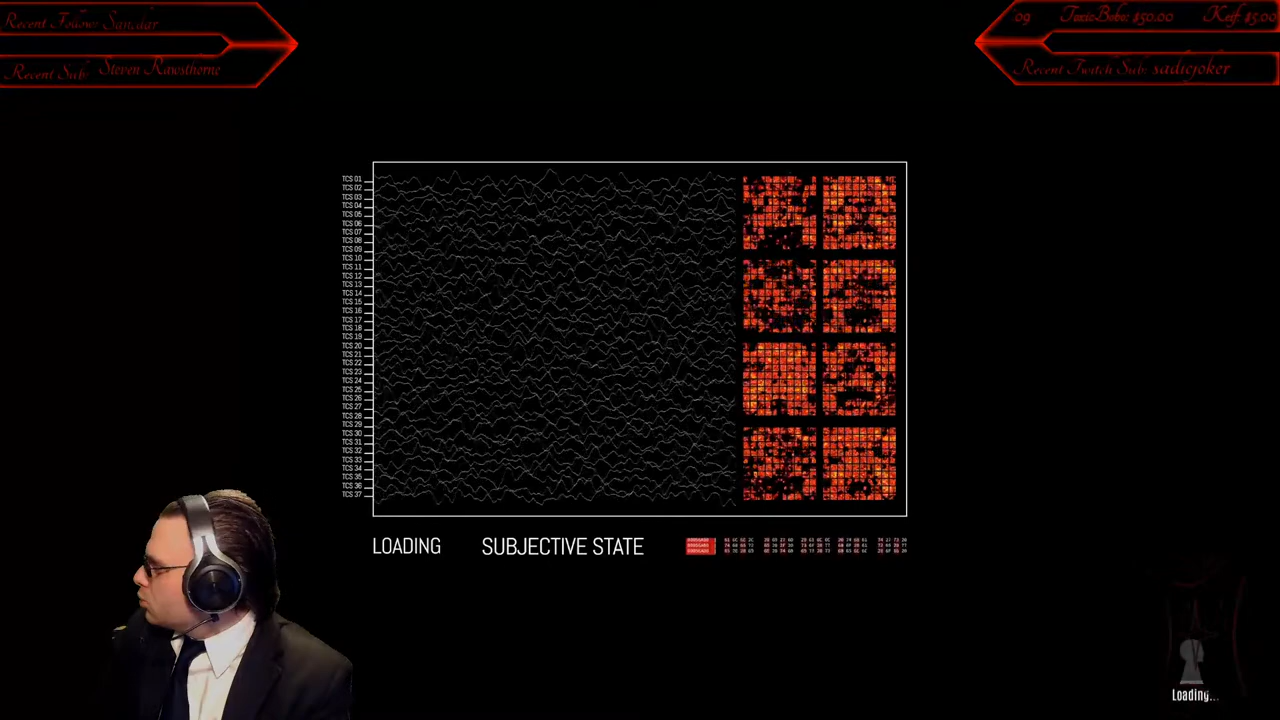 Recent Follow: Sandar
Recent Sub: Steven Rawsthorne
09 ToxicBobo: $50.00 Keif: $5.00
Recent Twitch Sub: sadicjoker
TCS 01
TCS 02
TCS 03
TCS 04
TCS 05
TCS 06
TCS 07
TCS 08
TCS 09
TCS 10
TCS 11
TCS 12
TCS 13
TCS 14
TCS 15
TCS 16
TCS 17
TCS 18
TCS 19
TCS 20
TCS 21
TCS 22
TCS 23
TCS 24
TCS 25
TCS 26
TCS 27
TCS 28
TCS 29
TCS 30
TCS 31
TCS 32
TCS 33
TCS 34
TCS 35
TCS 36
TCS 37
LOADING SUBJECTIVE STATE
Loading...